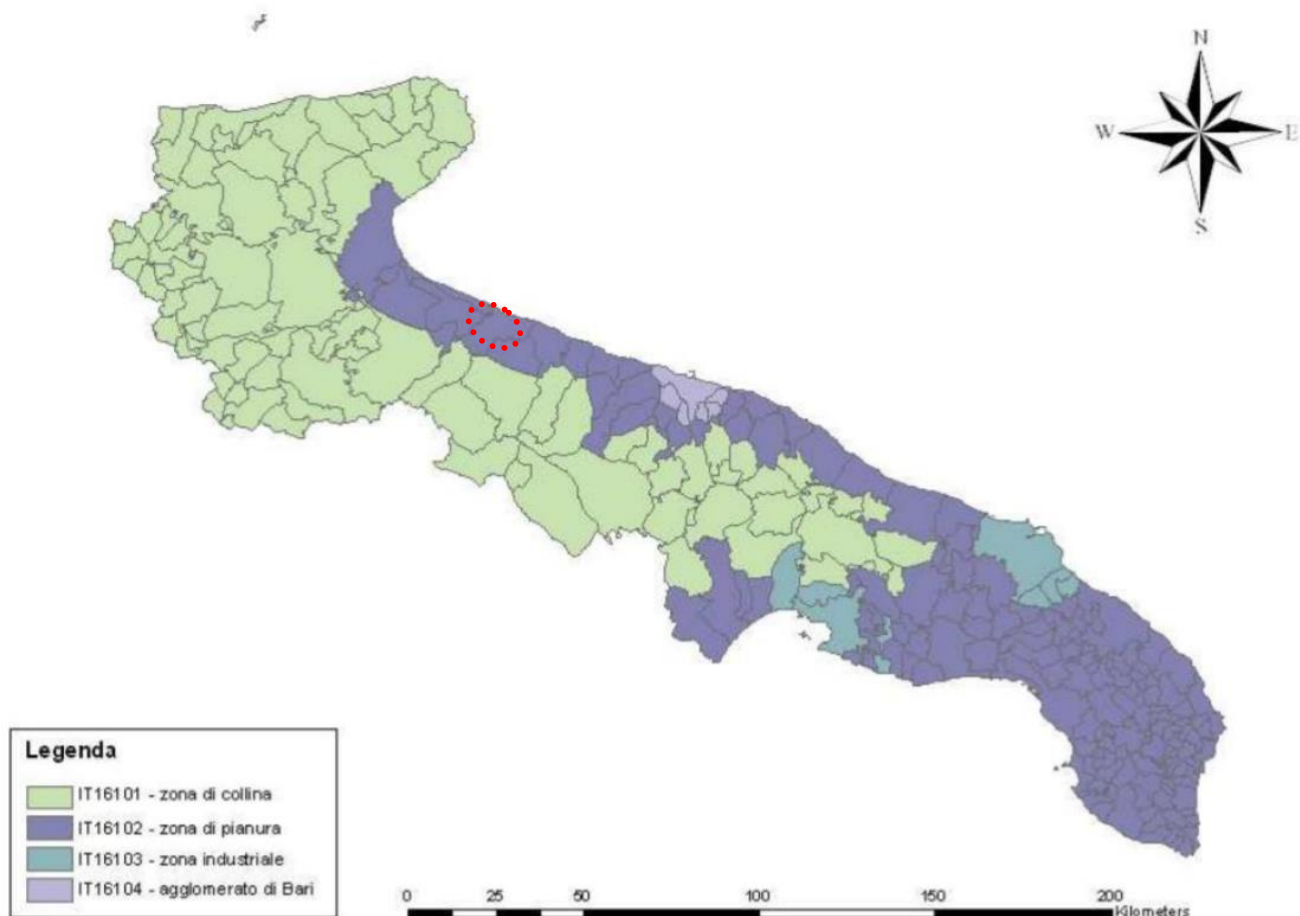 N
W E
S
Legenda
IT16101 - zona di collina
IT16102 - zona di pianura
IT16103 - zona industriale
IT16104 - agglomerato di Bari
0 25 50 100 150 200
Kilometers